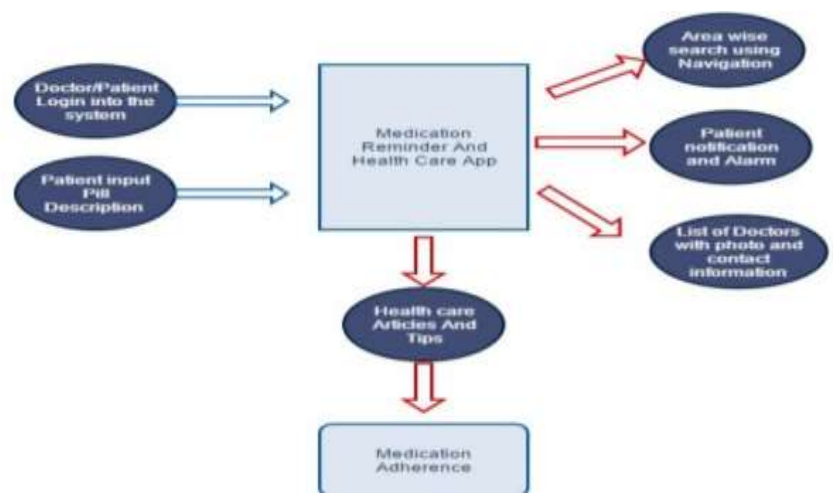 Doctor/Patient
Login into the
system
Patient input
Pill
Description
Medication
Reminder And
Health Care App
Area wise
search using
Navigation
Patient
notification
and Alarm
List of Doctors
with photo and
contact
information
Health care
Articles And
Tips
Medication
Adherence